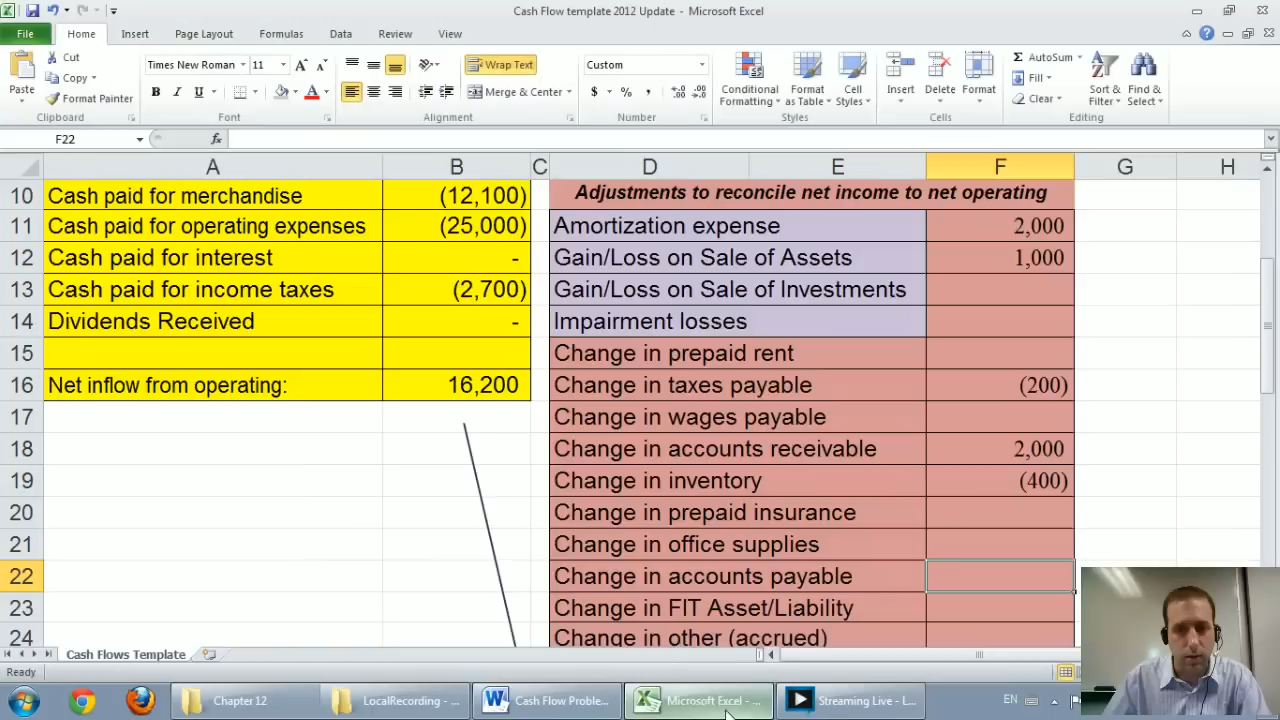 Cash Flow template 2012 Update - Microsoft Excel
File Home Insert Page Layout Formulas Data Review View
Paste Cut Copy Format Painter Clipboard
Times New Roman 11 B I U A A A Font
Wrap Text Merge & Center Alignment
Custom $ % , Number
Conditional Formatting Format as Table Cell Styles Styles
Insert Delete Format Cells
Σ AutoSum Fill Clear Sort & Filter Find & Select Editing
F22 fx
A B C D E F G H
10 Cash paid for merchandise (12,100) Adjustments to reconcile net income to net operating
11 Cash paid for operating expenses (25,000) Amortization expense 2,000
12 Cash paid for interest - Gain/Loss on Sale of Assets 1,000
13 Cash paid for income taxes (2,700) Gain/Loss on Sale of Investments
14 Dividends Received - Impairment losses
15 Change in prepaid rent
16 Net inflow from operating: 16,200 Change in taxes payable (200)
17 Change in wages payable
18 Change in accounts receivable 2,000
19 Change in inventory (400)
20 Change in prepaid insurance
21 Change in office supplies
22 Change in accounts payable
23 Change in FIT Asset/Liability
24 Change in other (accrued)
Cash Flows Template
Ready
Chapter 12 LocalRecording - ... Cash Flow Proble... Microsoft Excel - ... Streaming Live - L... EN